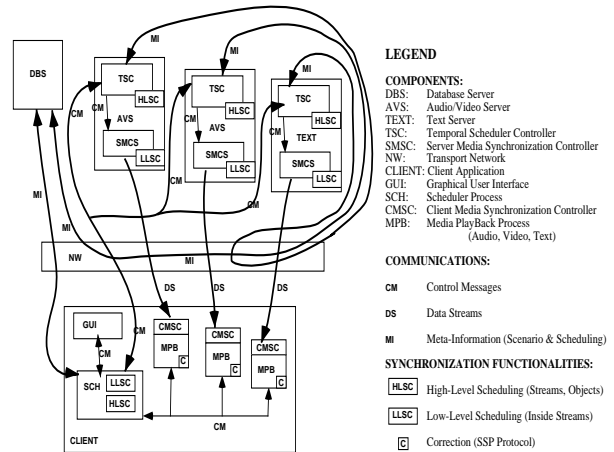 MI
MI
MI
DBS
TSC
HLSC
CM
AVS
SMCS
LLSC
CM
TSC
HLSC
CM
AVS
SMCS
LLSC
TSC
HLSC
CM
TEXT
SMCS
LLSC
CM
MI
CM
NW
MI
DS
DS
DS
GUI
CM
CM
SCH
LLSC
HLSC
CMSC
MPB
C
CMSC
MPB
C
CMSC
MPB
C
CM
CLIENT
LEGEND
COMPONENTS:
DBS: Database Server
AVS: Audio/Video Server
TEXT: Text Server
TSC: Temporal Scheduler Controller
SMSC: Server Media Synchronization Controller
NW: Transport Network
CLIENT: Client Application
GUI: Graphical User Interface
SCH: Scheduler Process
CMSC: Client Media Synchronization Controller
MPB: Media PlayBack Process
(Audio, Video, Text)
COMMUNICATIONS:
CM Control Messages
DS Data Streams
MI Meta-Information (Scenario & Scheduling)
SYNCHRONIZATION FUNCTIONALITIES:
HLSC High-Level Scheduling (Streams, Objects)
LLSC Low-Level Scheduling (Inside Streams)
C Correction (SSP Protocol)